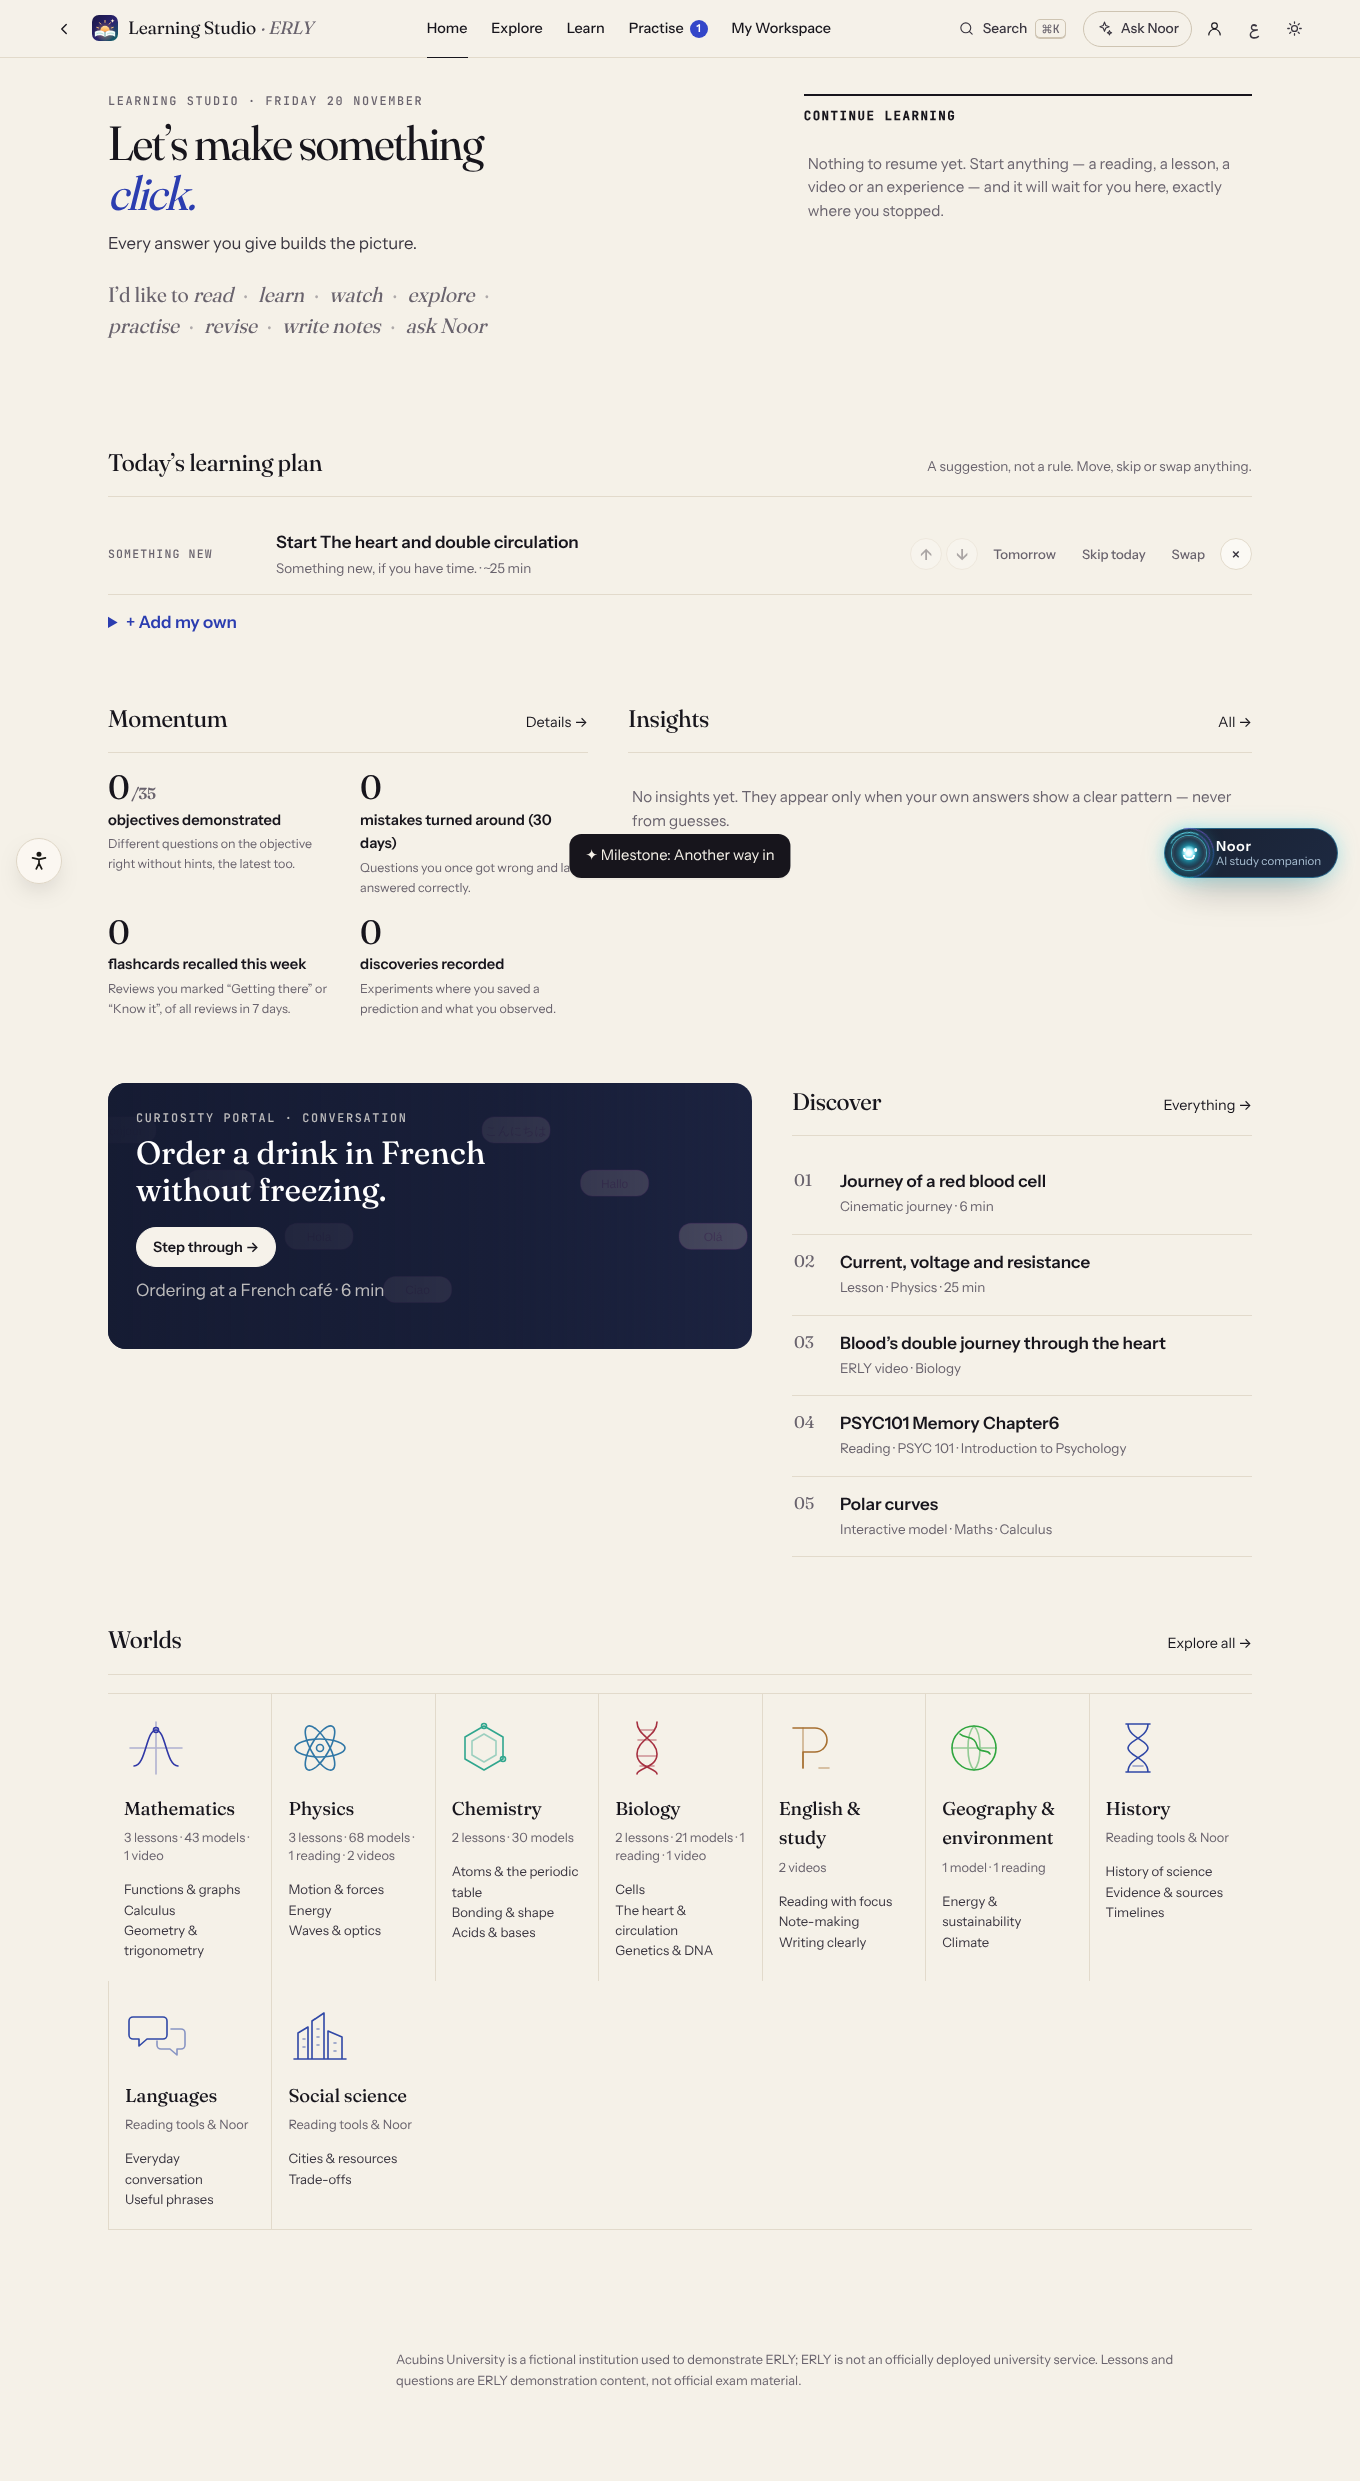 Learning Studio · ERLY
Home
Explore
Learn
Practise 1
My Workspace
Search ⌘K
Ask Noor
ع
LEARNING STUDIO · FRIDAY 20 NOVEMBER
Let’s make something
click.
Every answer you give builds the picture.
I’d like to read · learn · watch · explore ·
practise · revise · write notes · ask Noor
CONTINUE LEARNING
Nothing to resume yet. Start anything — a reading, a lesson, a
video or an experience — and it will wait for you here, exactly
where you stopped.
Today’s learning plan
A suggestion, not a rule. Move, skip or swap anything.
SOMETHING NEW
Start The heart and double circulation
Something new, if you have time. · ~25 min
Tomorrow
Skip today
Swap
×
+ Add my own
Momentum
Details →
0/35
objectives demonstrated
Different questions on the objective
right without hints, the latest too.
0
mistakes turned around (30
days)
Questions you once got wrong and
answered correctly.
0
flashcards recalled this week
Reviews you marked “Getting there” or
“Know it”, of all reviews in 7 days.
0
discoveries recorded
Experiments where you saved a
prediction and what you observed.
Insights
All →
No insights yet. They appear only when your own answers show a clear pattern — never
from guesses.
✦ Milestone: Another way in
Noor
AI study companion
CURIOSITY PORTAL · CONVERSATION
Order a drink in French
without freezing.
Step through →
Ordering at a French café · 6 min
Hallo
Olá
Discover
Everything →
01
Journey of a red blood cell
Cinematic journey · 6 min
02
Current, voltage and resistance
Lesson · Physics · 25 min
03
Blood’s double journey through the heart
ERLY video · Biology
04
PSYC101 Memory Chapter6
Reading · PSYC 101 · Introduction to Psychology
05
Polar curves
Interactive model · Maths · Calculus
Worlds
Explore all →
Mathematics
3 lessons · 43 models ·
1 video
Functions & graphs
Calculus
Geometry &
trigonometry
Physics
3 lessons · 68 models ·
1 reading · 2 videos
Motion & forces
Energy
Waves & optics
Chemistry
2 lessons · 30 models
Atoms & the periodic
table
Bonding & shape
Acids & bases
Biology
2 lessons · 21 models · 1
reading · 1 video
Cells
The heart &
circulation
Genetics & DNA
English &
study
2 videos
Reading with focus
Note-making
Writing clearly
Geography &
environment
1 model · 1 reading
Energy &
sustainability
Climate
History
Reading tools & Noor
History of science
Evidence & sources
Timelines
Languages
Reading tools & Noor
Everyday
conversation
Useful phrases
Social science
Reading tools & Noor
Cities & resources
Trade-offs
Acubins University is a fictional institution used to demonstrate ERLY; ERLY is not an officially deployed university service. Lessons and
questions are ERLY demonstration content, not official exam material.